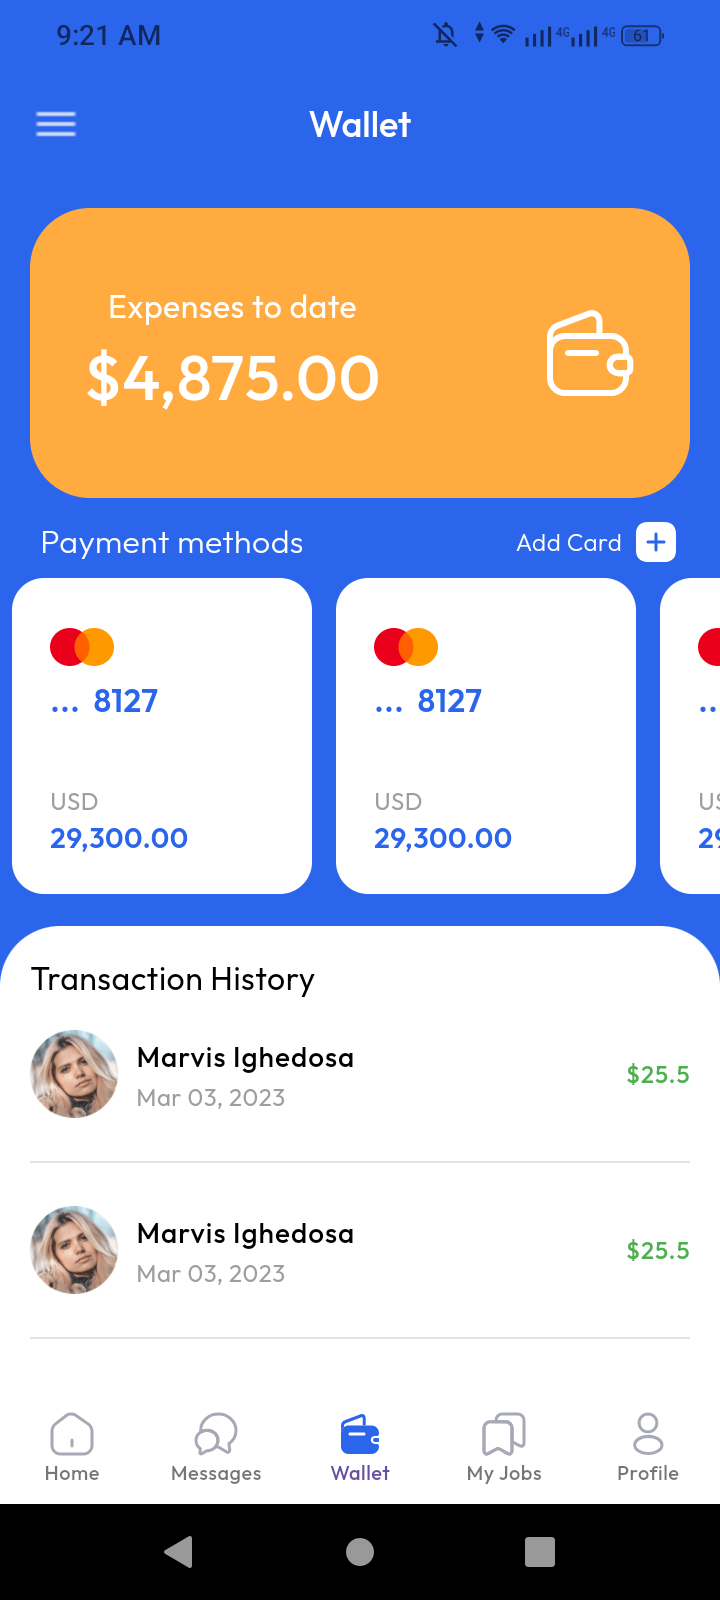 9:21 AM 4G 4G 61
Wallet
Expenses to date
$4,875.00
Payment methods Add Card
... 8127 ... 8127 ..
USD USD US
29,300.00 29,300.00 29
Transaction History
Marvis Ighedosa
Mar 03, 2023
$25.5
Marvis Ighedosa
Mar 03, 2023
$25.5
Home Messages Wallet My Jobs Profile